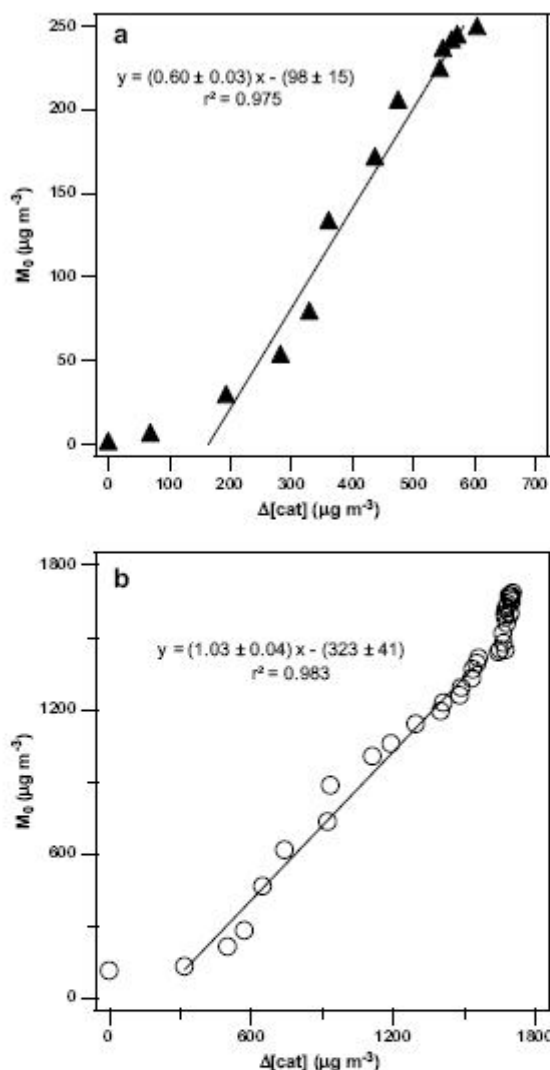 a
y = (0.60 ± 0.03) x - (98 ± 15)
r² = 0.975
250
200
150
100
50
0
M₀ (µg m⁻³)
0 100 200 300 400 500 600 700
Δ[cat] (µg m⁻³)
b
y = (1.03 ± 0.04) x - (323 ± 41)
r² = 0.983
1800
1200
600
0
M₀ (µg m⁻³)
0 600 1200 1800
Δ[cat] (µg m⁻³)